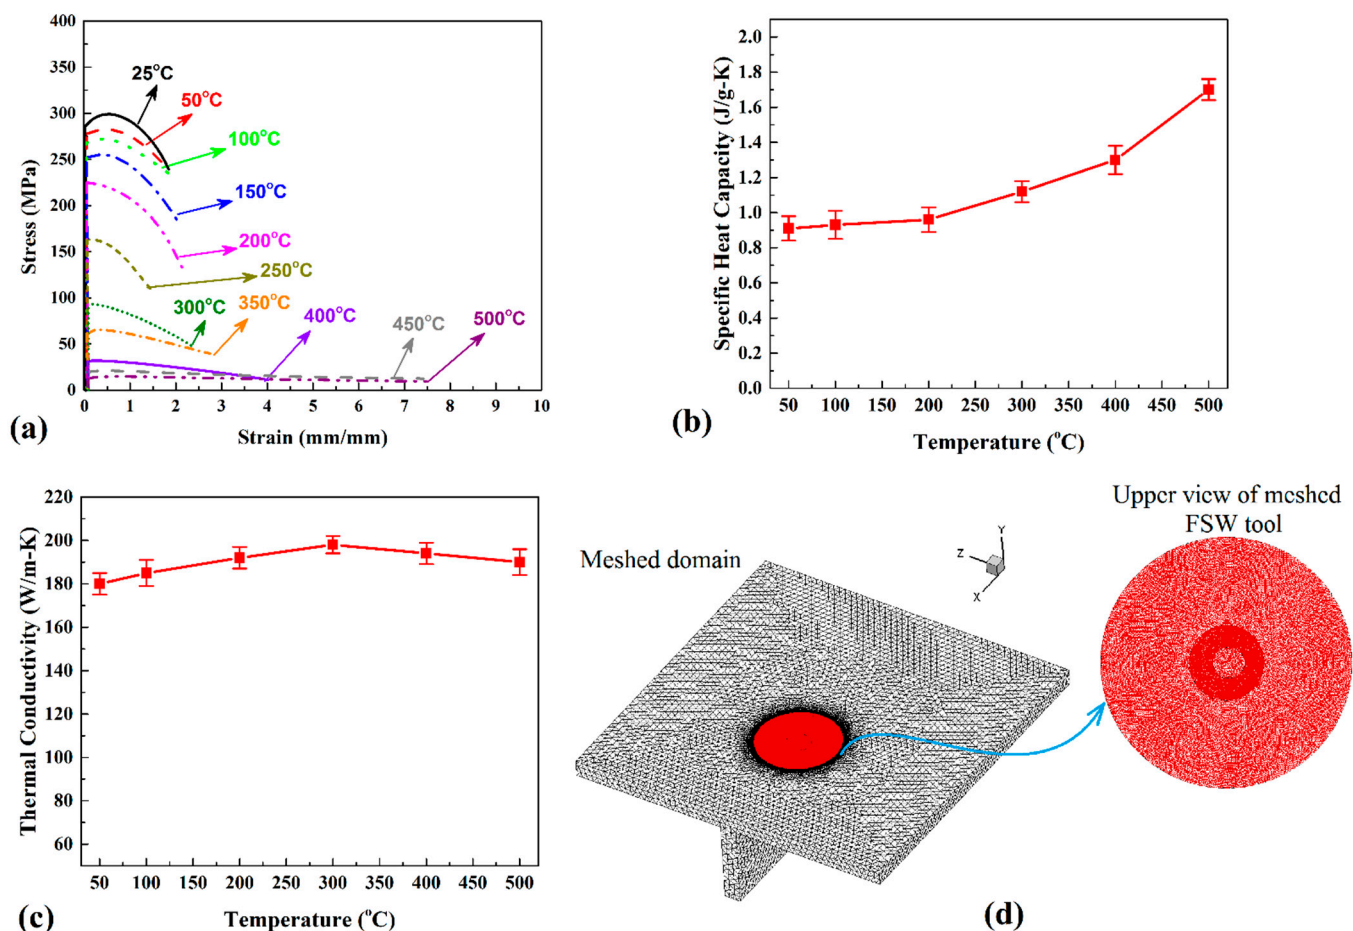 400
350
300
250
200
150
100
50
0
Stress (MPa)
25°C
50°C
100°C
150°C
200°C
250°C
300°C
350°C
400°C
450°C
500°C
0 1 2 3 4 5 6 7 8 9 10
Strain (mm/mm)
(a)
2.0
1.8
1.6
1.4
1.2
1.0
0.8
0.6
0.4
0.2
0.0
Specific Heat Capacity (J/g-K)
50 100 150 200 250 300 350 400 450 500
Temperature (°C)
(b)
220
200
180
160
140
120
100
80
60
Thermal Conductivity (W/m-K)
50 100 150 200 250 300 350 400 450 500
Temperature (°C)
(c)
Meshed domain
Y
Z
X
Upper view of meshed
FSW tool
(d)